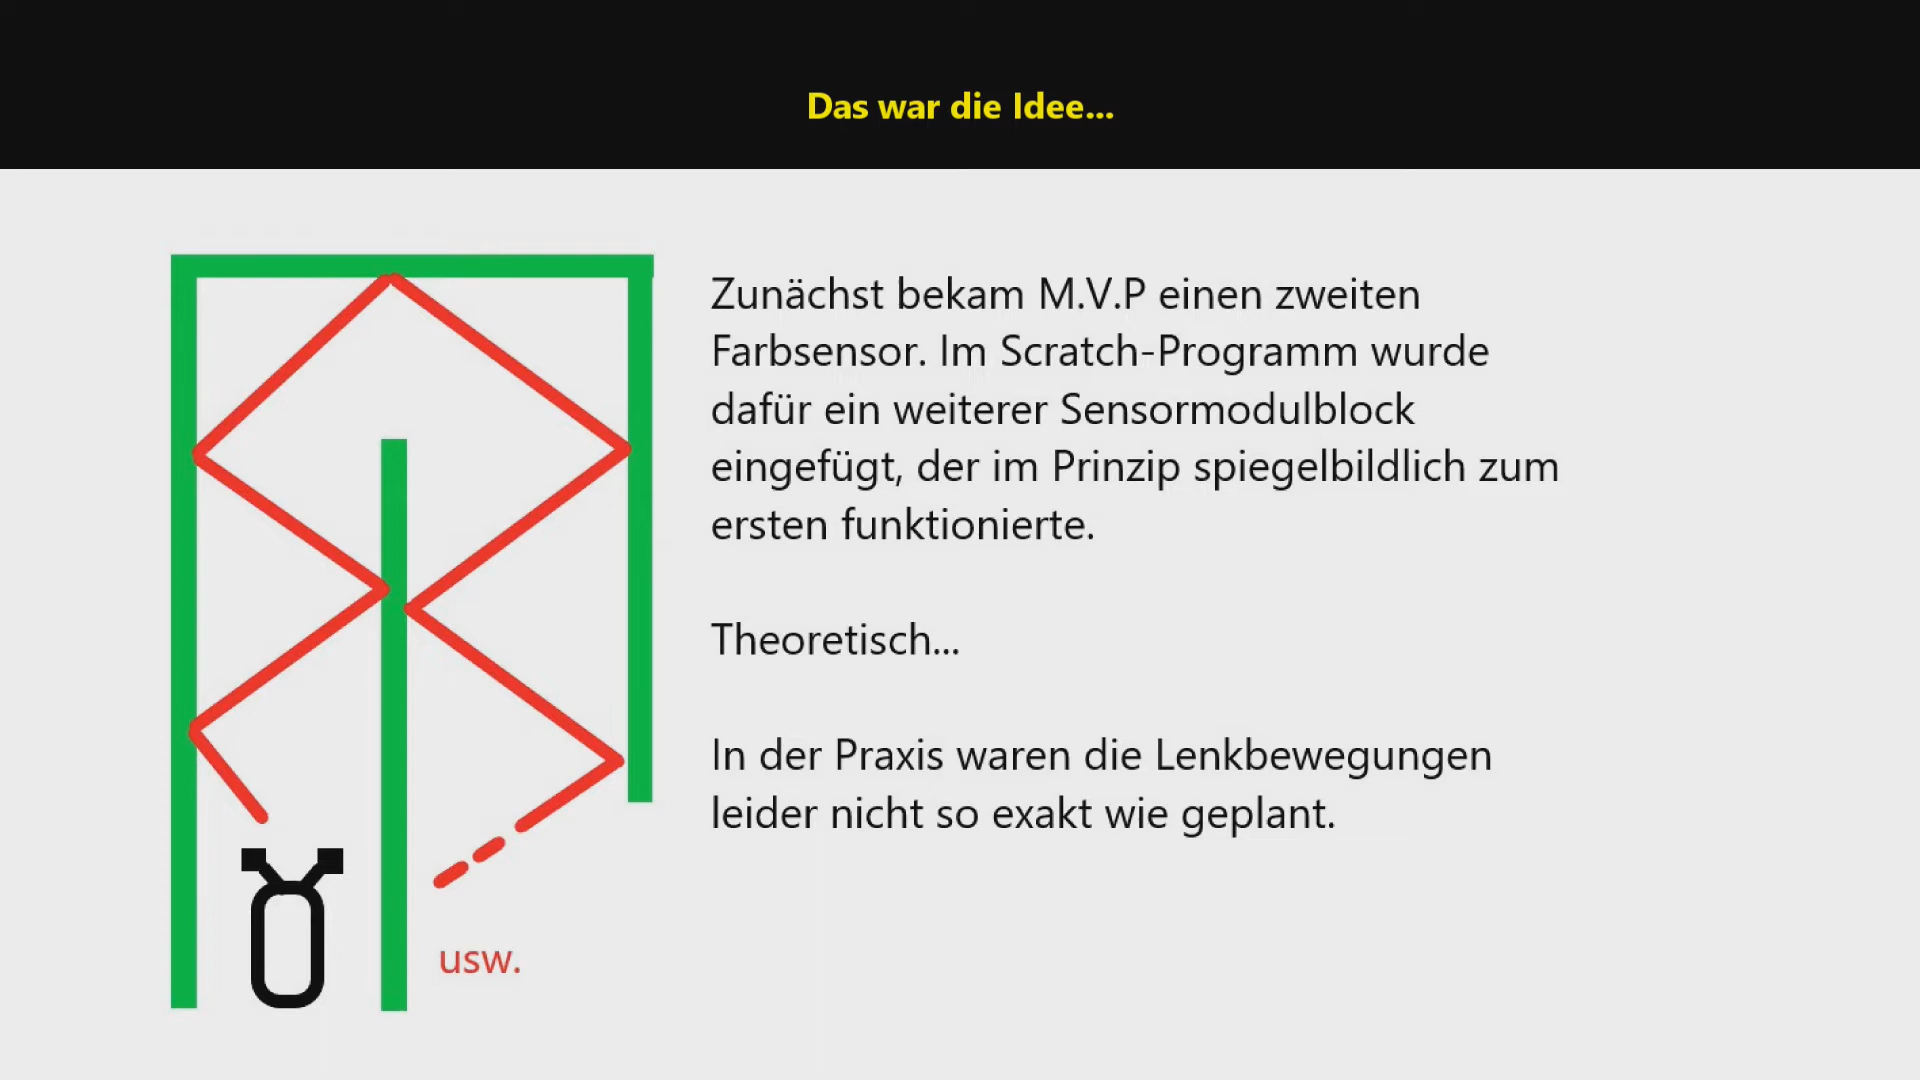 Das war die Idee...
Zunächst bekam M.V.P einen zweiten
Farbsensor. Im Scratch-Programm wurde
dafür ein weiterer Sensormodulblock
eingefügt, der im Prinzip spiegelbildlich zum
ersten funktionierte.
Theoretisch...
In der Praxis waren die Lenkbewegungen
leider nicht so exakt wie geplant.
usw.